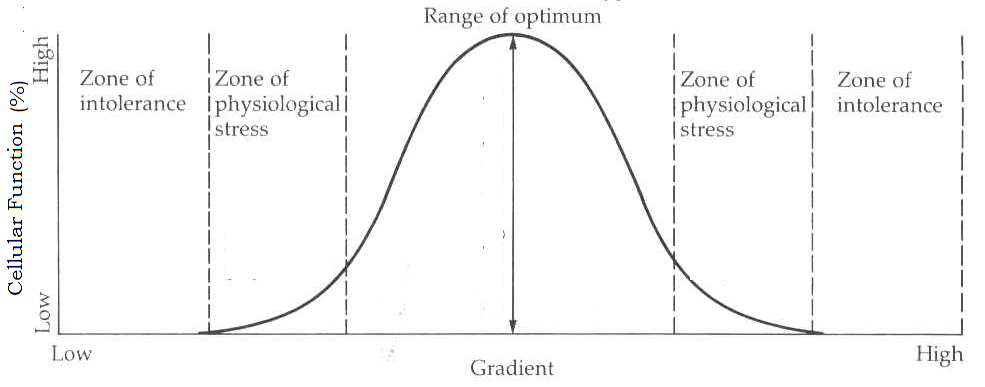 Range of optimum
High
Zone of
intolerance
Zone of
physiological
stress
Zone of
physiological
stress
Zone of
intolerance
Cellular Function (%)
Low
Low
Gradient
High